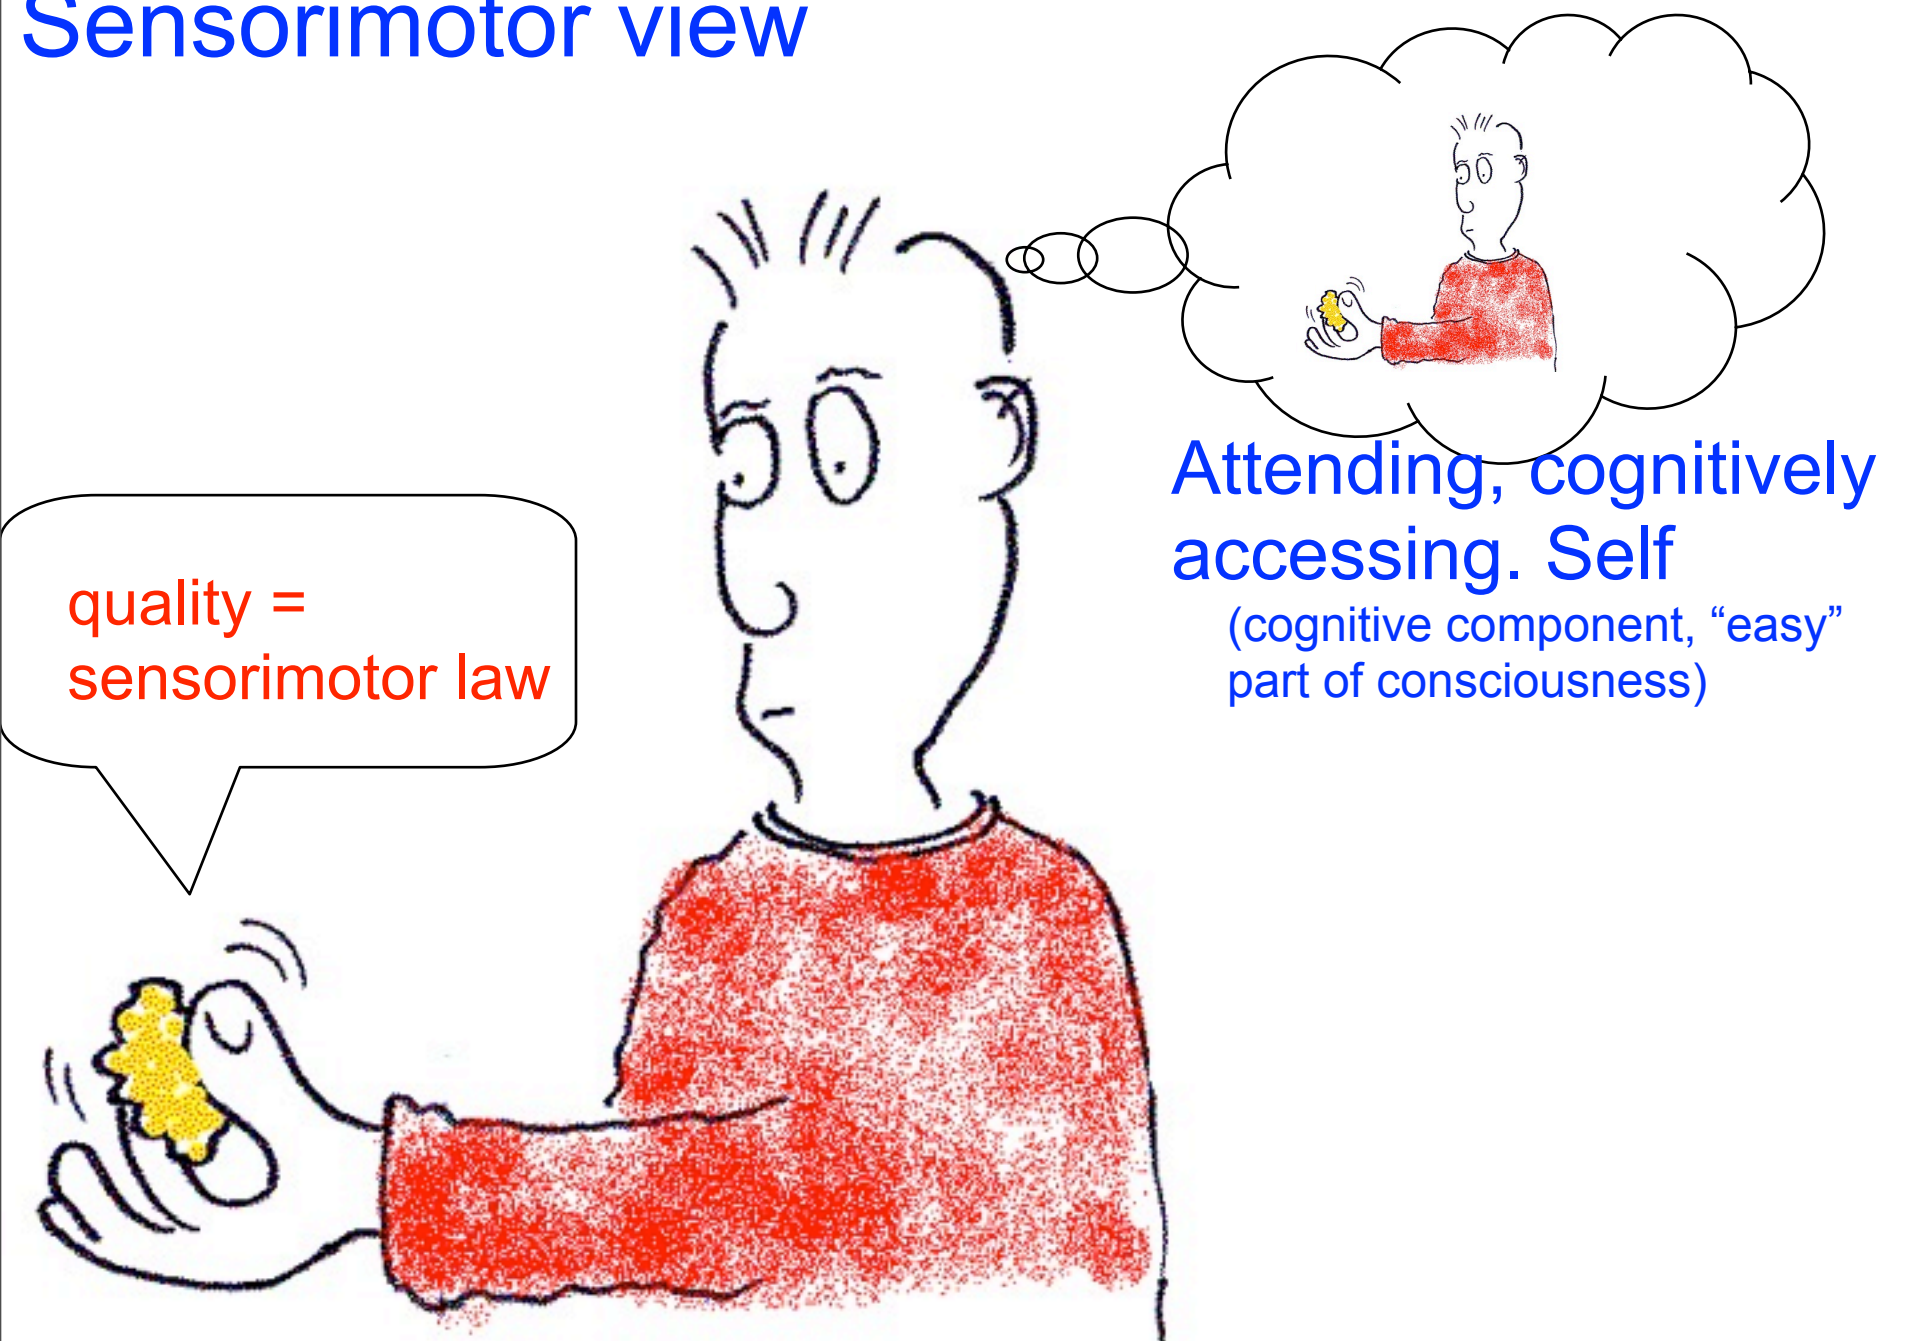 Sensorimotor view
quality =
sensorimotor law
Attending, cognitively
accessing. Self
(cognitive component, “easy”
part of consciousness)